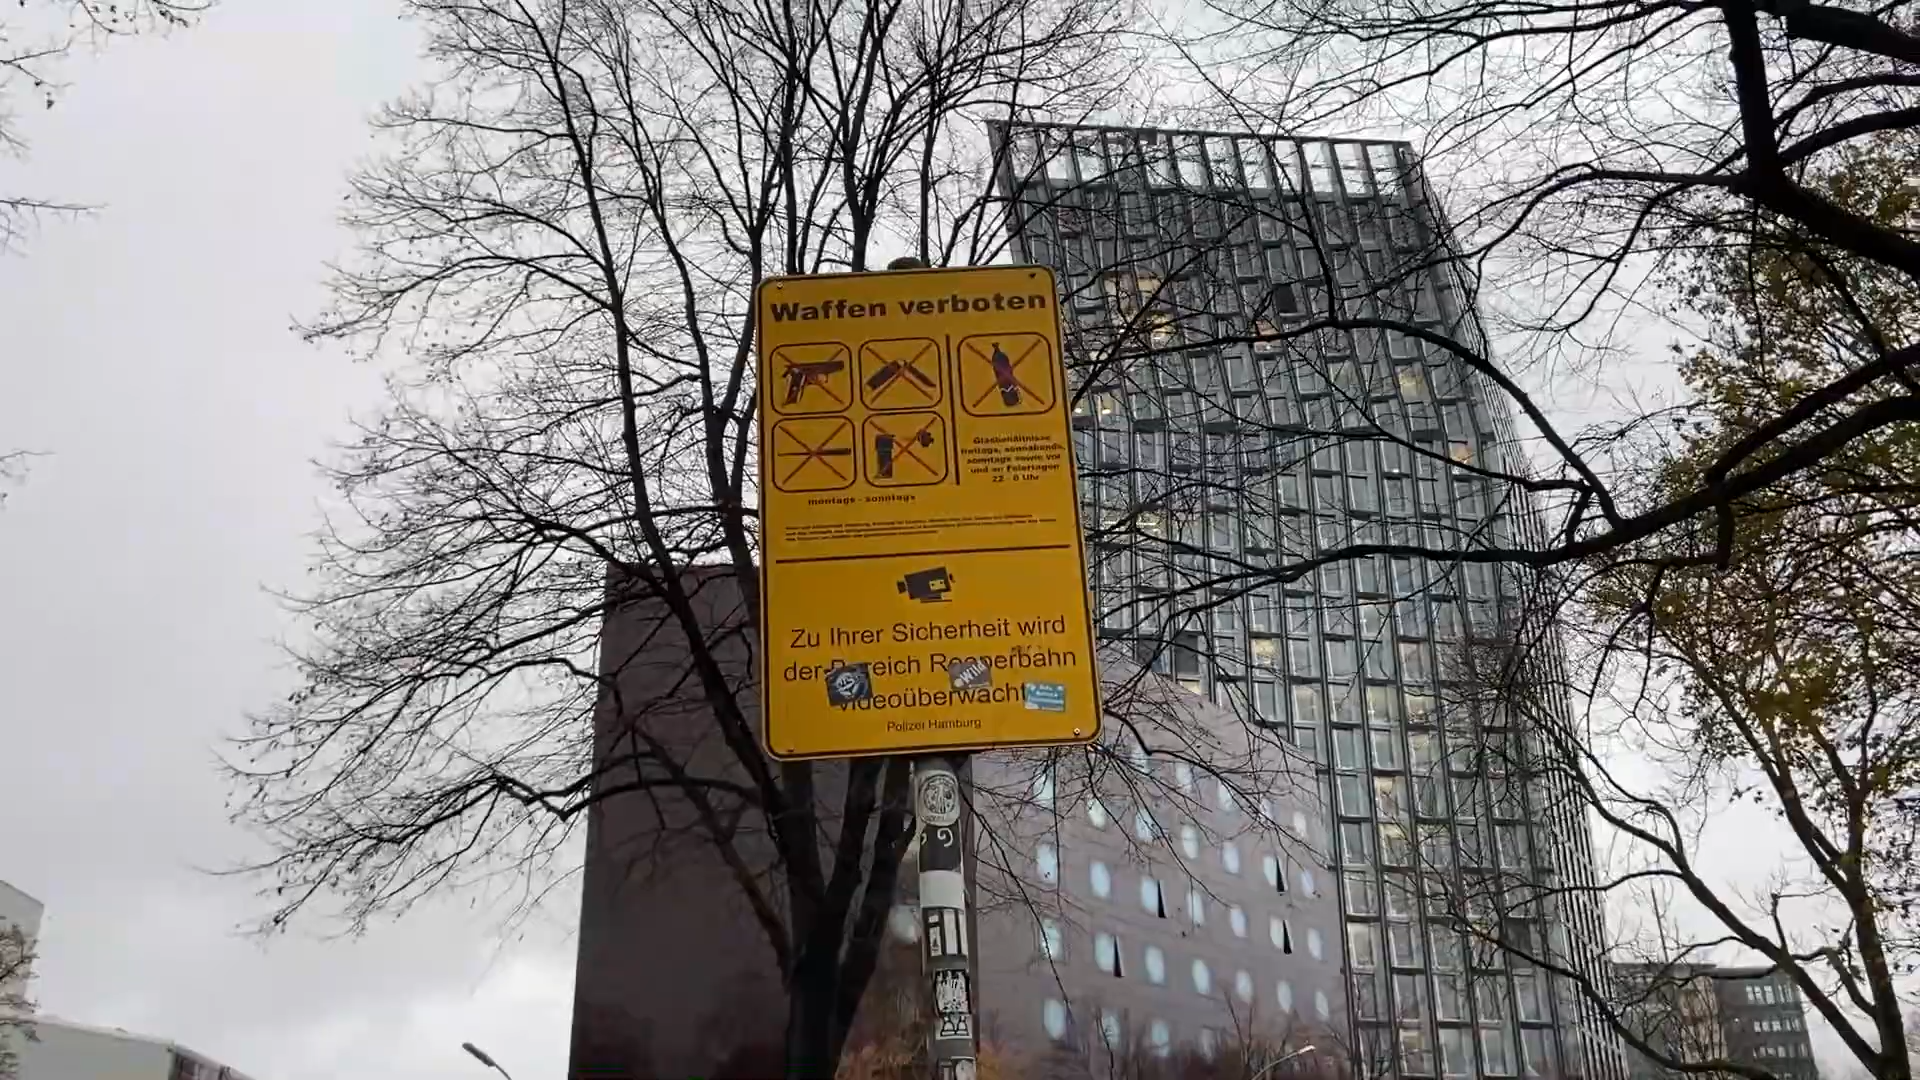 Waffen verboten
Glasbehältnisse
freitags, sonnabends,
sonntags sowie vor
und an Feiertagen
22 - 6 Uhr
montags - sonntags
Zu Ihrer Sicherheit wird
der Bereich Reeperbahn
videoüberwacht
Polizei Hamburg